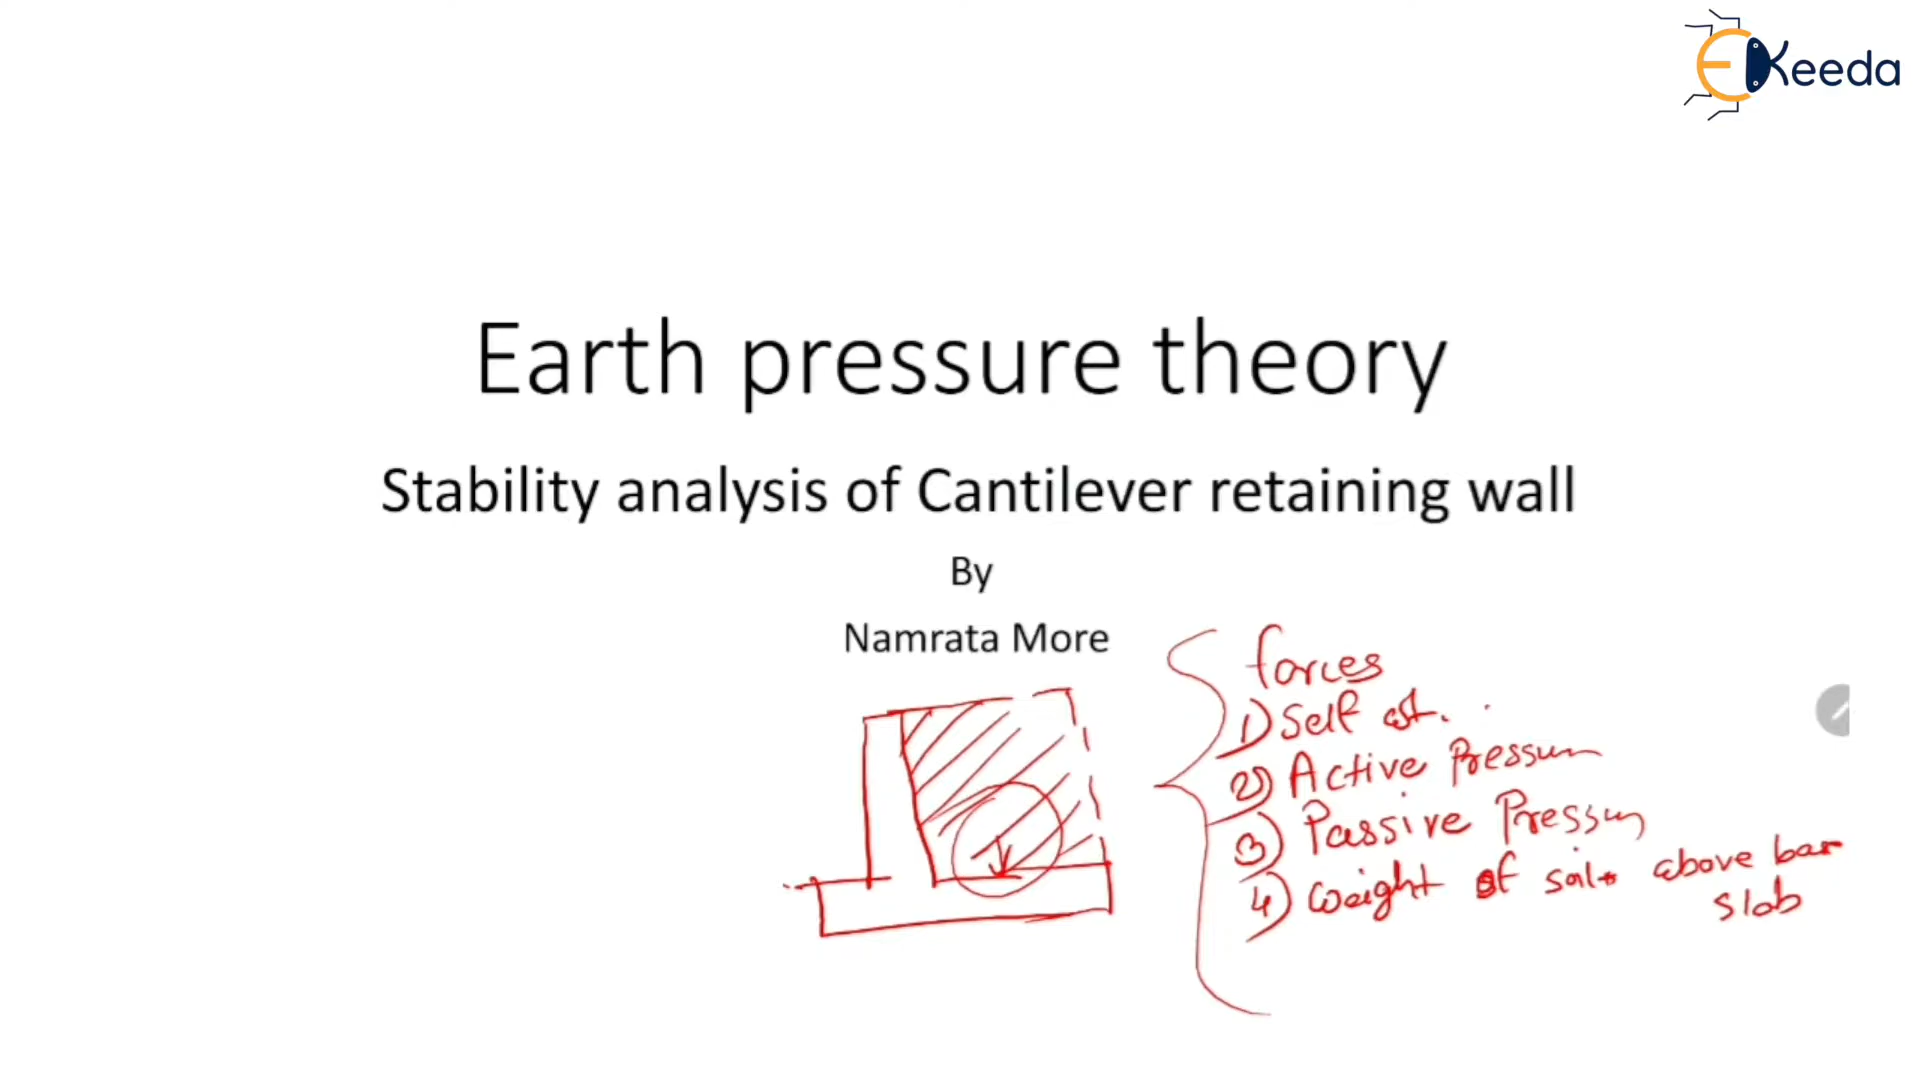 EKeeda
Earth pressure theory
Stability analysis of Cantilever retaining wall
By
Namrata More
forces
1) Self wt.
2) Active Pressure
3) Passive Pressure
4) Weight of soil above base
slab